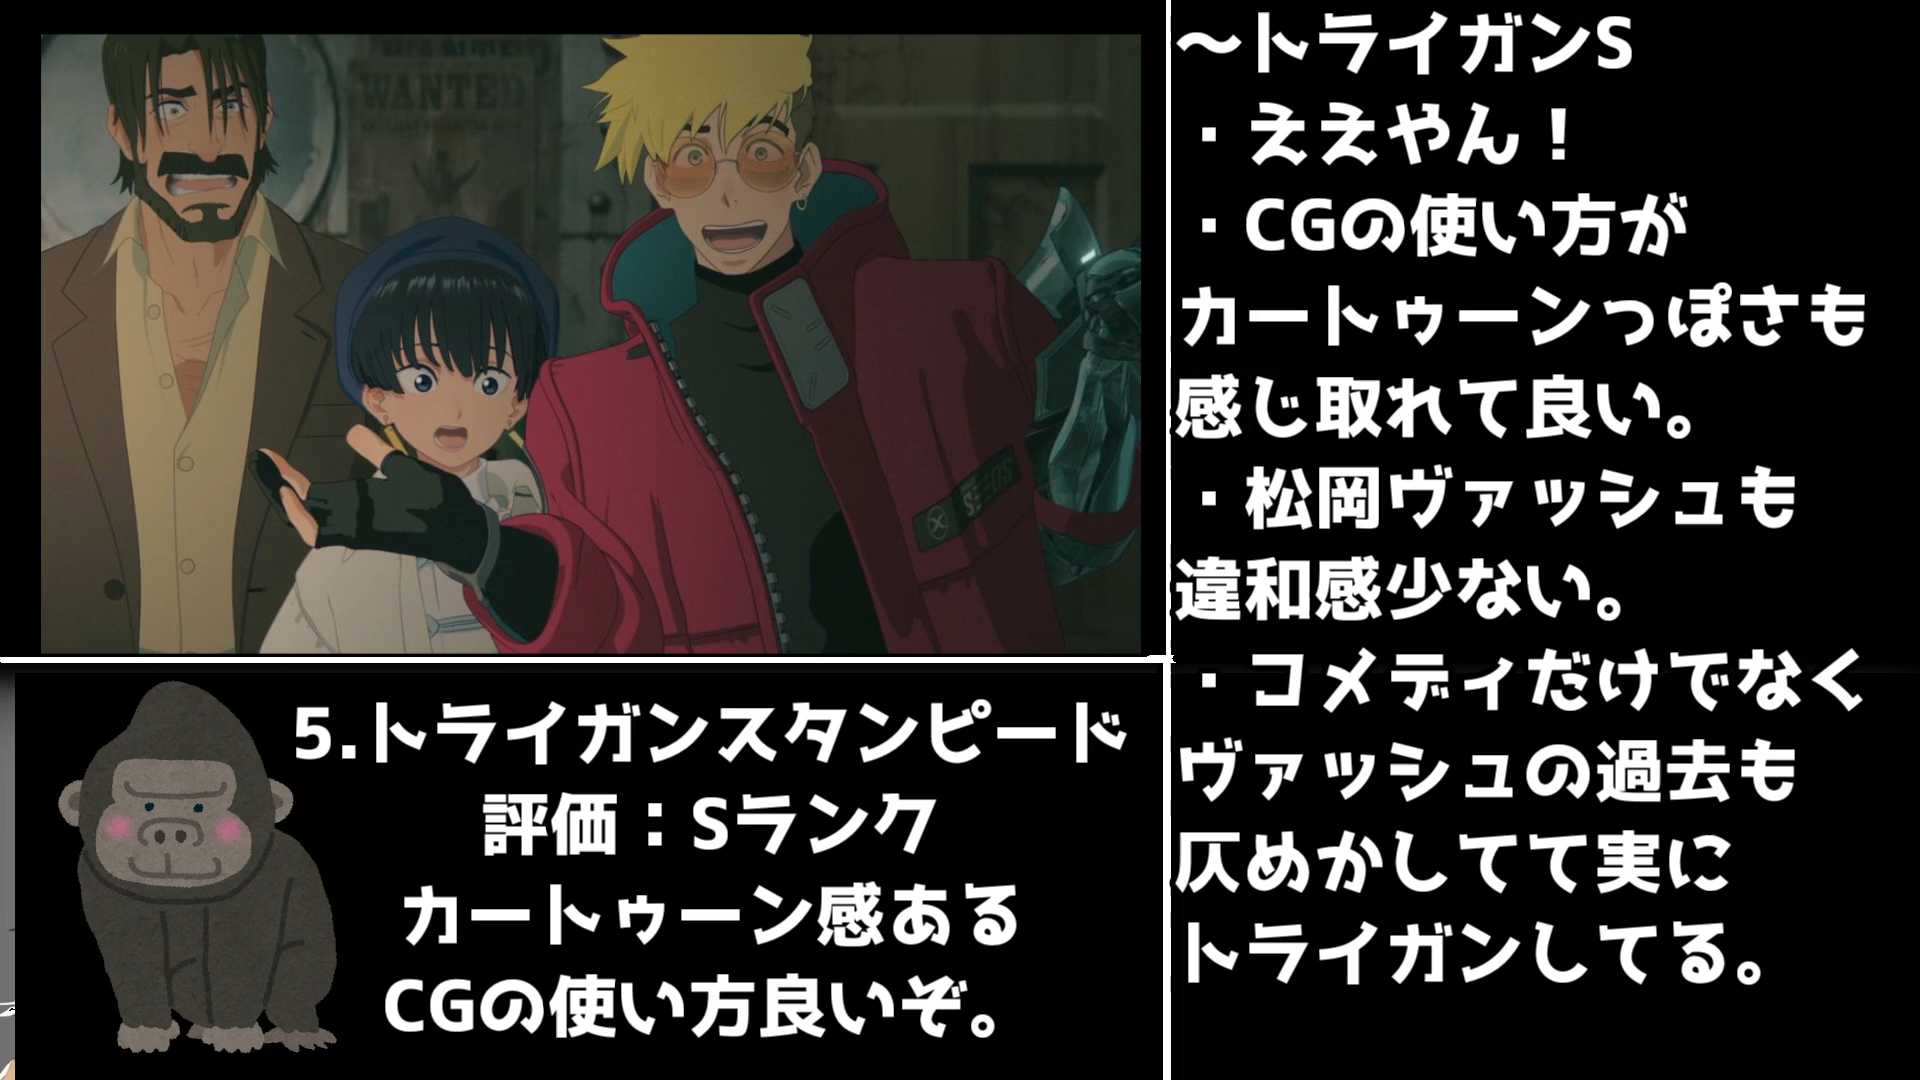 WANTED
～トライガンS
・ええやん！
・CGの使い方が
カートゥーンっぽさも
感じ取れて良い。
・松岡ヴァッシュも
違和感少ない。
・コメディだけでなく
ヴァッシュの過去も
仄めかしてて実に
トライガンしてる。
5.トライガンスタンピード
評価：Sランク
カートゥーン感ある
CGの使い方良いぞ。